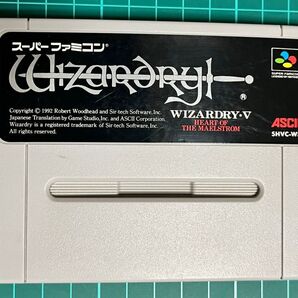 スーパーファミコン®
Wizardry
®
WIZARDRY·V
HEART OF
THE MAELSTROM
Copyright © 1992 Robert Woodhead and Sir-tech Software, Inc.
Japanese Translation by Game Studio, Inc. and ASCII Corporation.
Wizardry is a registered trademark of Sir-tech Software, Inc.
All rights reserved.
SUPER FAMICOM
ASCII